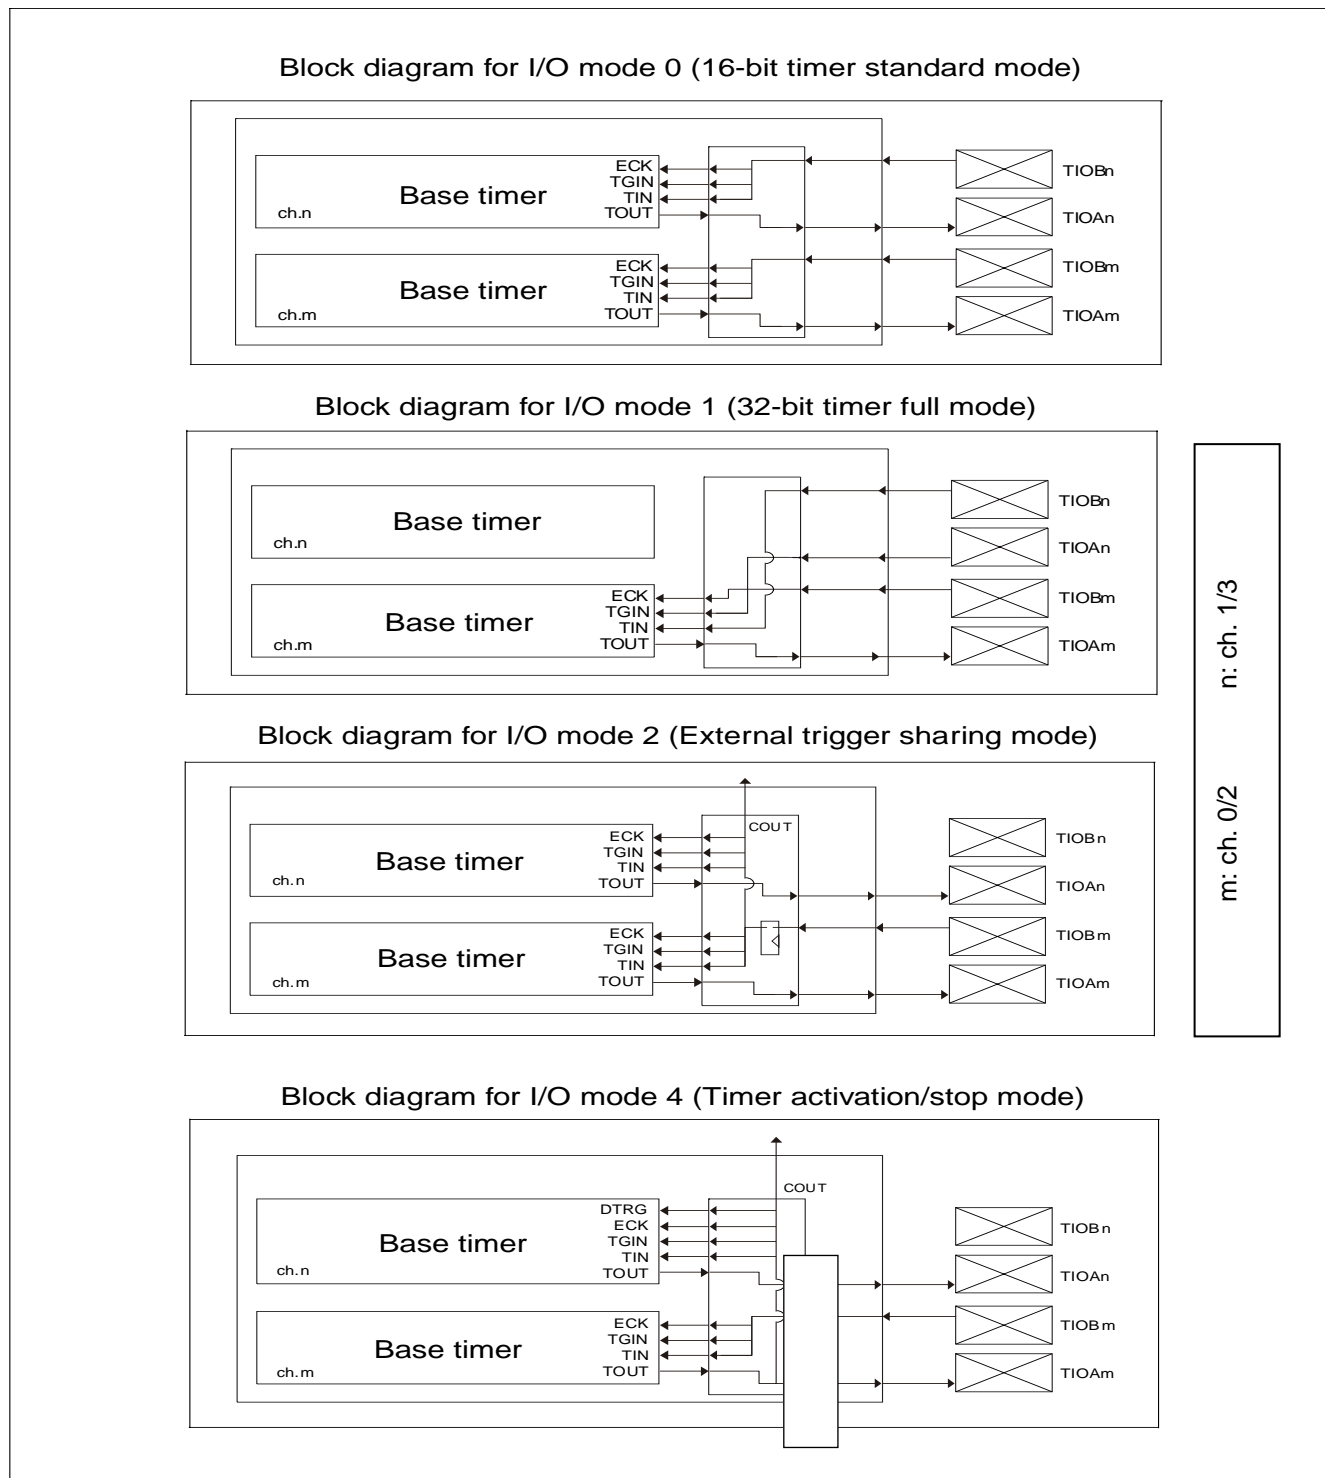 Block diagram for I/O mode 0 (16-bit timer standard mode)
ECK
TGIN
TIN
TOUT
Base timer
ch.n
TIOBn
TIOAn
ECK
TGIN
TIN
TOUT
Base timer
ch.m
TIOBm
TIOAm
Block diagram for I/O mode 1 (32-bit timer full mode)
Base timer
ch.n
TIOBn
TIOAn
ECK
TGIN
TIN
TOUT
Base timer
ch.m
TIOBm
TIOAm
Block diagram for I/O mode 2 (External trigger sharing mode)
COUT
ECK
TGIN
TIN
TOUT
Base timer
ch.n
TIOBn
TIOAn
ECK
TGIN
TIN
TOUT
Base timer
ch.m
TIOBm
TIOAm
Block diagram for I/O mode 4 (Timer activation/stop mode)
COUT
DTRG
ECK
TGIN
TIN
TOUT
Base timer
ch.n
TIOBn
TIOAn
ECK
TGIN
TIN
TOUT
Base timer
ch.m
TIOBm
TIOAm
m: ch. 0/2 n: ch. 1/3